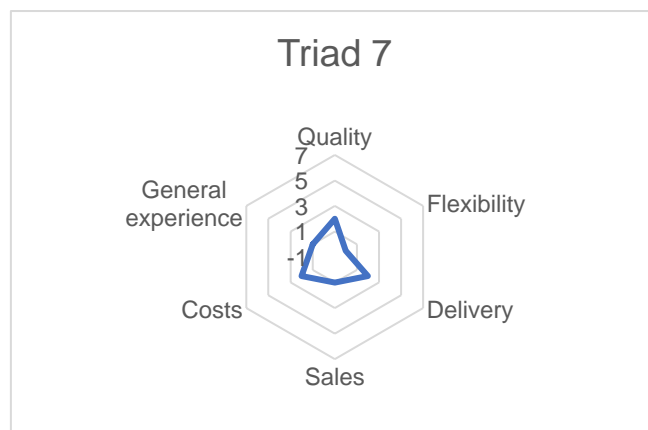 Triad 7
Quality
7
5
3
1
-1
General
experience
Flexibility
Costs
Delivery
Sales